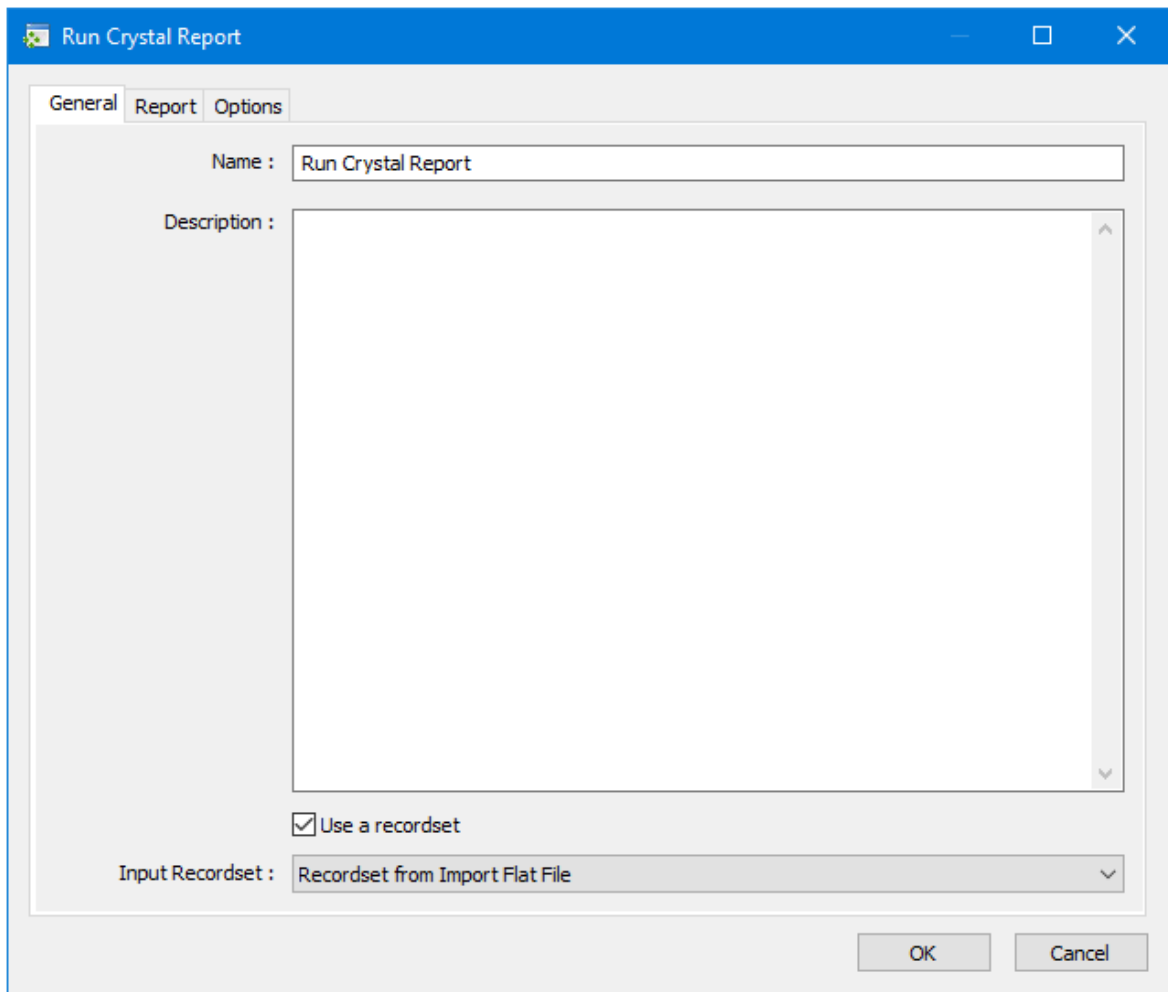 Run Crystal Report
General Report Options
Name : Run Crystal Report
Description :
Use a recordset
Input Recordset : Recordset from Import Flat File
OK Cancel